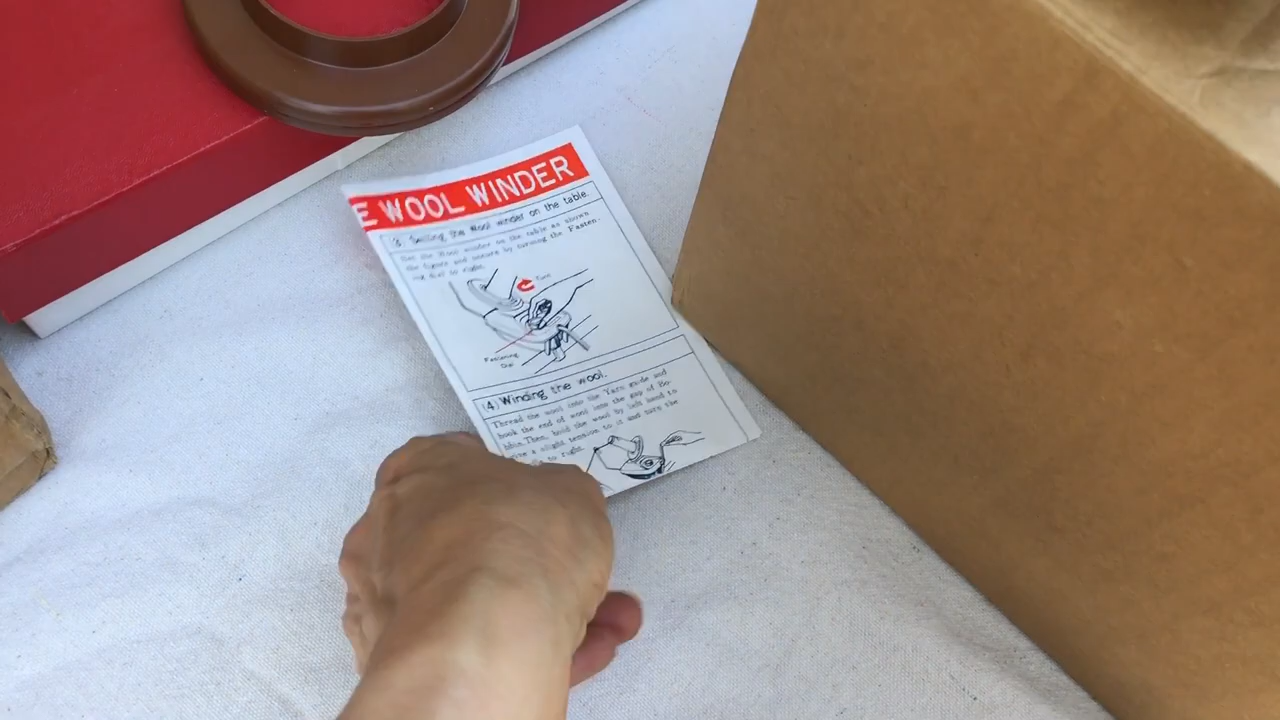 E WOOL WINDER
3. Setting the Wool winder on the table.
Set the Wool winder on the table as shown
the figure and secure by turning the Fasten-
dial to right.
Turn
Fastening
Dial
(4) Winding the wool.
Thread the wool into the Yarn guide and
hook the end of wool into the gap of Bo-
bbin. Then, hold the wool by left hand to
give a slight tension to it and turn the
to right.